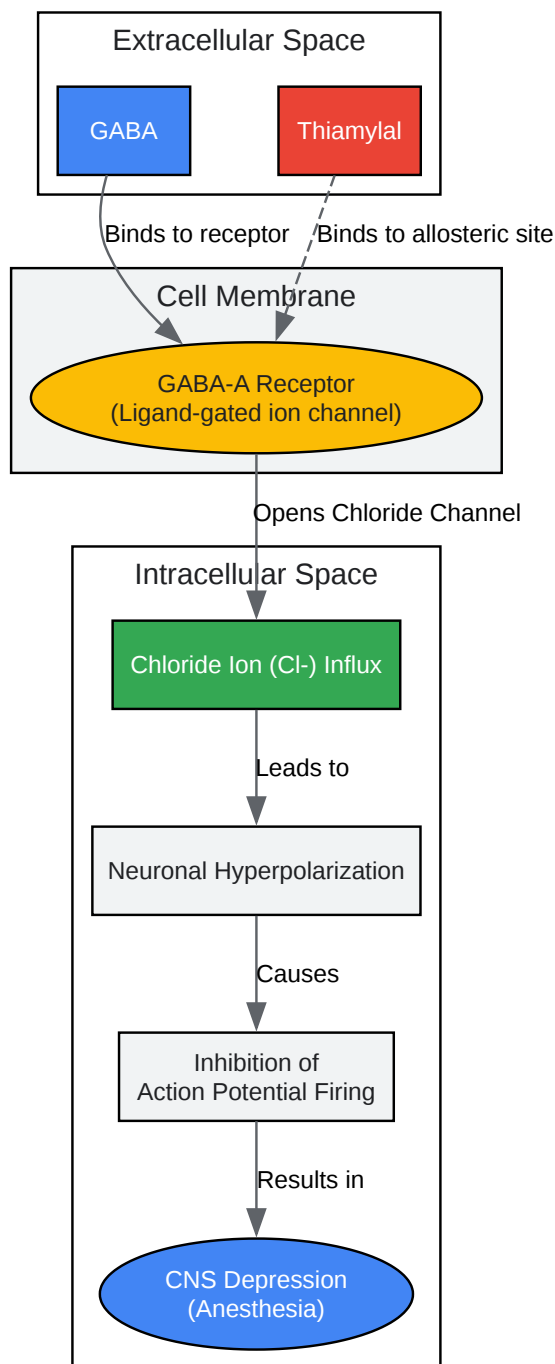 Extracellular Space
GABA
Thiamylal
Binds to receptor
Binds to allosteric site
Cell Membrane
GABA-A Receptor
(Ligand-gated ion channel)
Opens Chloride Channel
Intracellular Space
Chloride Ion (Cl-) Influx
Leads to
Neuronal Hyperpolarization
Causes
Inhibition of
Action Potential Firing
Results in
CNS Depression
(Anesthesia)